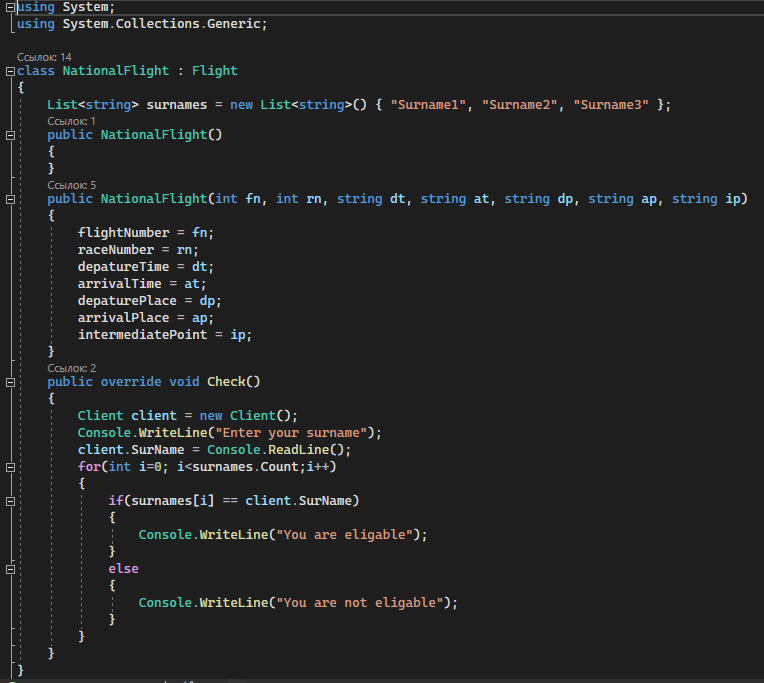 using System;
using System.Collections.Generic;
Ссылок: 14
class NationalFlight : Flight
{
List<string> surnames = new List<string>() { "Surname1", "Surname2", "Surname3" };
Ссылок: 1
public NationalFlight()
{
}
Ссылок: 5
public NationalFlight(int fn, int rn, string dt, string at, string dp, string ap, string ip)
{
flightNumber = fn;
raceNumber = rn;
depatureTime = dt;
arrivalTime = at;
depaturePlace = dp;
arrivalPlace = ap;
intermediatePoint = ip;
}
Ссылок: 2
public override void Check()
{
Client client = new Client();
Console.WriteLine("Enter your surname");
client.SurName = Console.ReadLine();
for(int i=0; i<surnames.Count;i++)
{
if(surnames[i] == client.SurName)
{
Console.WriteLine("You are eligable");
}
else
{
Console.WriteLine("You are not eligable");
}
}
}
}